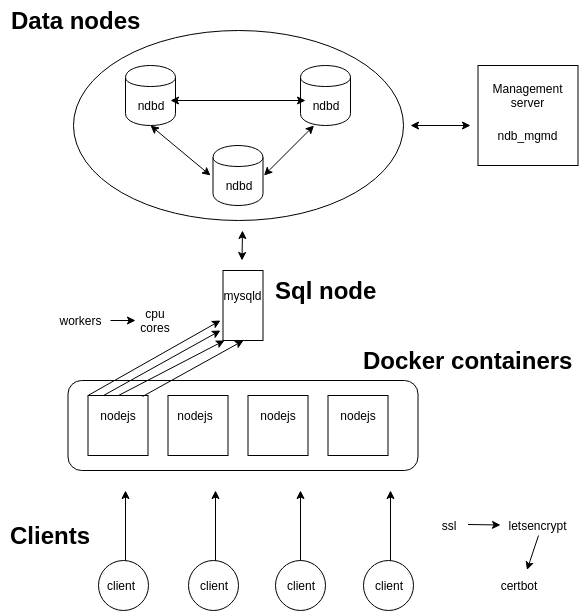 Data nodes
ndbd
ndbd
ndbd
Management
server
ndb_mgmd
mysqld
Sql node
workers
cpu
cores
Docker containers
nodejs
nodejs
nodejs
nodejs
Clients
ssl
letsencrypt
client
client
client
client
certbot